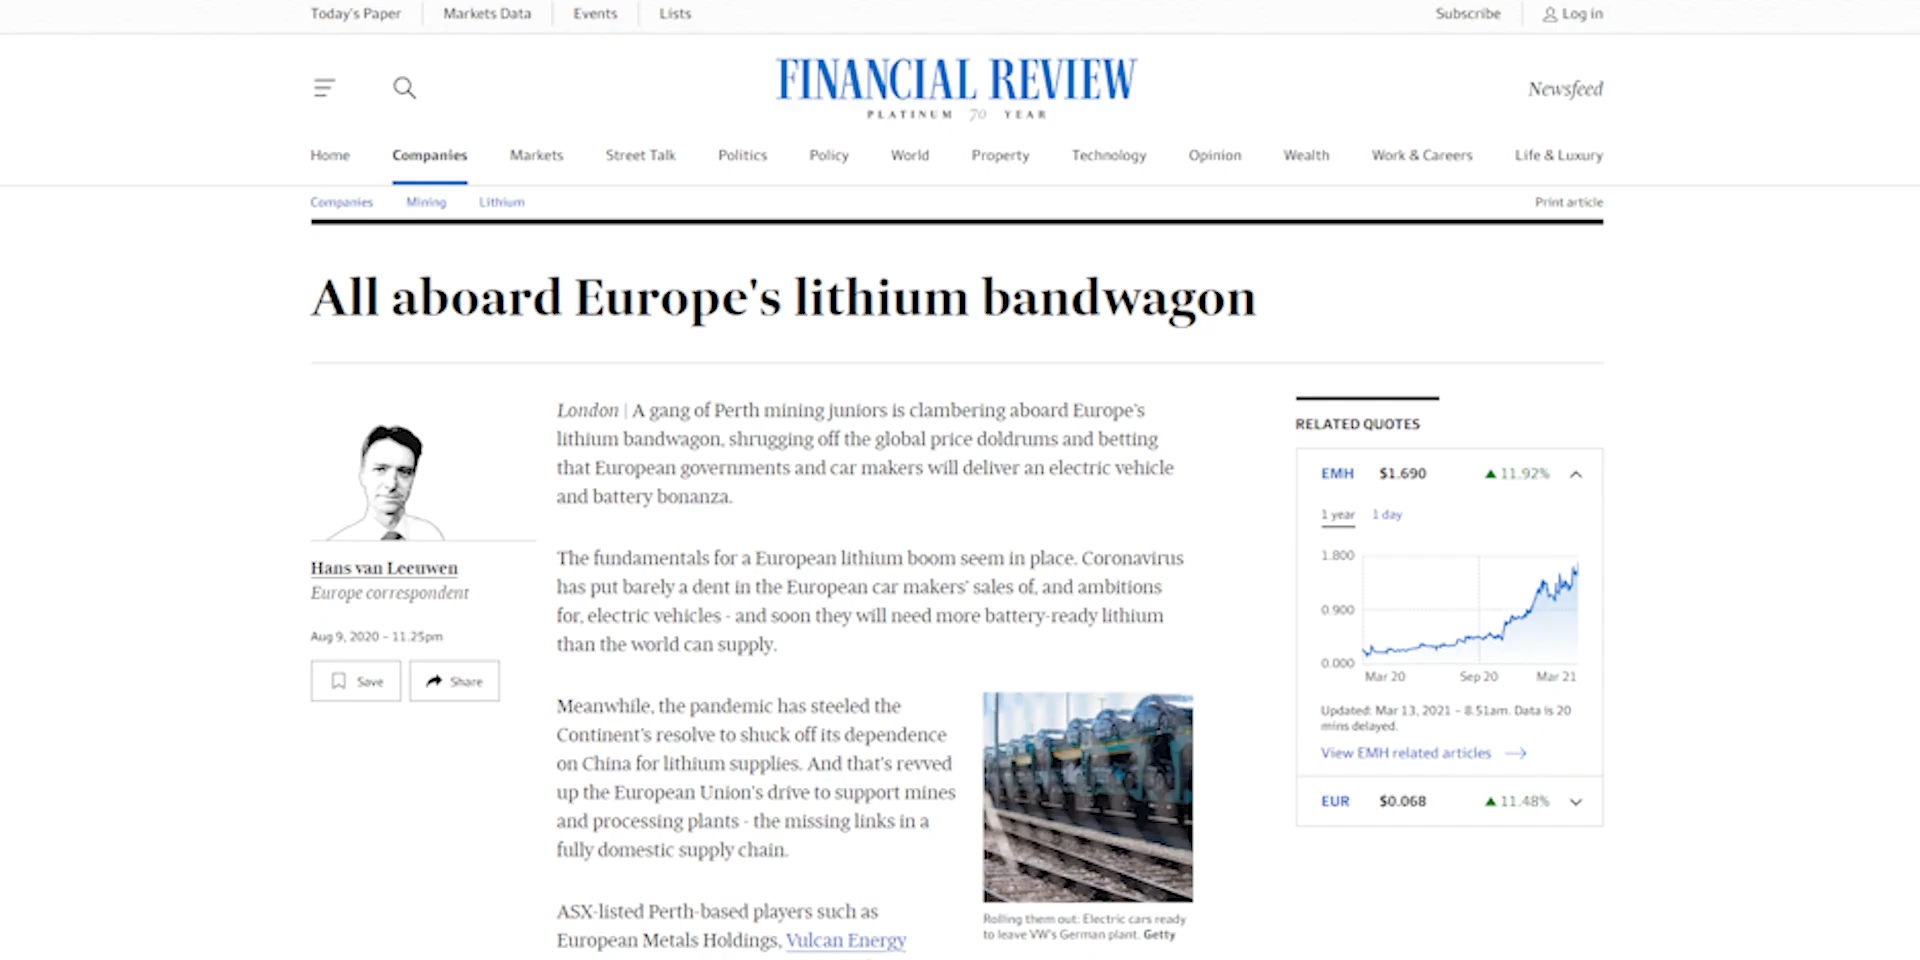 Today's Paper
Markets Data
Events
Lists
Subscribe
Log in
FINANCIAL REVIEW
PLATINUM 70 YEAR
Newsfeed
Home
Companies
Markets
Street Talk
Politics
Policy
World
Property
Technology
Opinion
Wealth
Work & Careers
Life & Luxury
Companies
Mining
Lithium
Print article
All aboard Europe's lithium bandwagon
Hans van Leeuwen
Europe correspondent
Aug 9, 2020 – 11.25pm
Save
Share
London | A gang of Perth mining juniors is clambering aboard Europe's
lithium bandwagon, shrugging off the global price doldrums and betting
that European governments and car makers will deliver an electric vehicle
and battery bonanza.
The fundamentals for a European lithium boom seem in place. Coronavirus
has put barely a dent in the European car makers' sales of, and ambitions
for, electric vehicles - and soon they will need more battery-ready lithium
than the world can supply.
Meanwhile, the pandemic has steeled the
Continent's resolve to shuck off its dependence
on China for lithium supplies. And that's revved
up the European Union's drive to support mines
and processing plants - the missing links in a
fully domestic supply chain.
ASX-listed Perth-based players such as
European Metals Holdings, Vulcan Energy
Rolling them out: Electric cars ready
to leave VW's German plant. Getty
RELATED QUOTES
EMH $1.690 ▲ 11.92%
1 year
1 day
1.800
0.900
0.000
Mar 20
Sep 20
Mar 21
Updated: Mar 13, 2021 – 8.51am. Data is 20
mins delayed.
View EMH related articles →
EUR $0.068 ▲ 11.48%